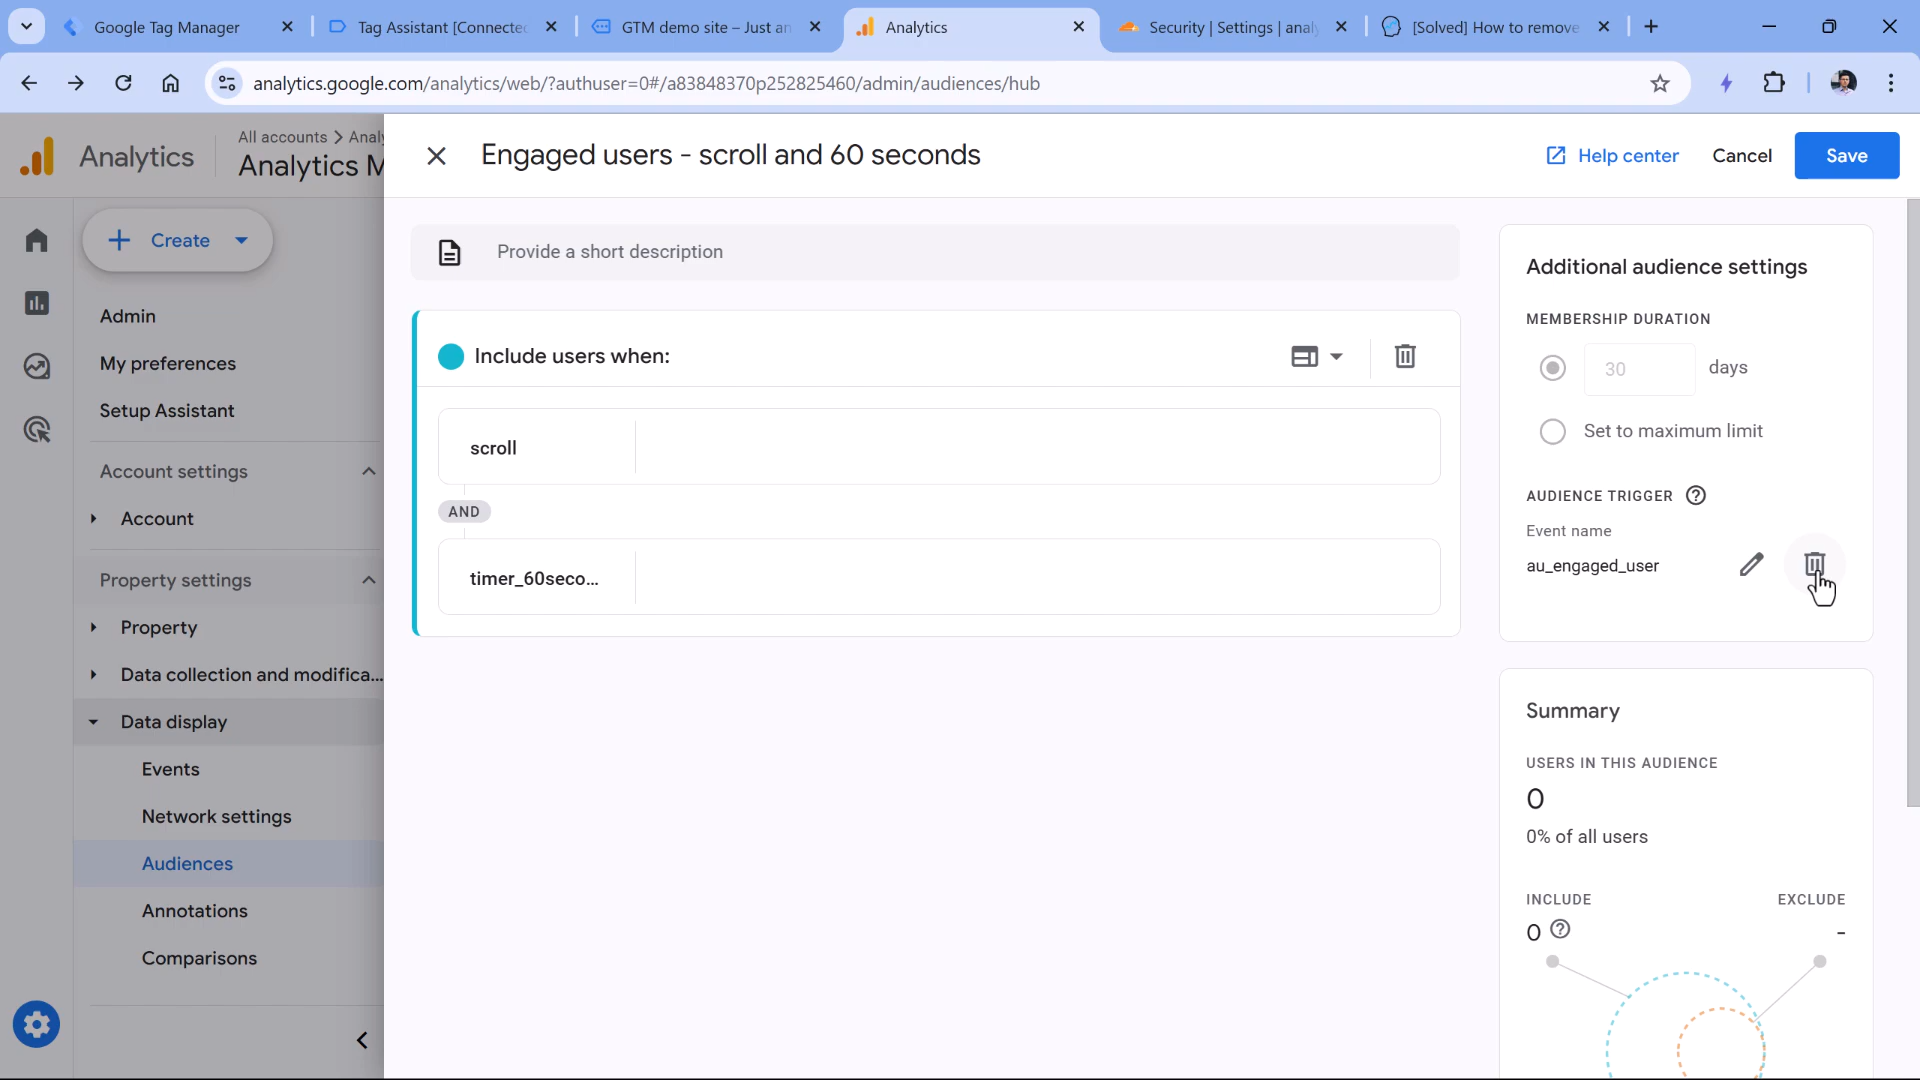 Google Tag Manager
Tag Assistant [Connected
GTM demo site – Just an
Analytics
Security | Settings | analy
[Solved] How to remove
analytics.google.com/analytics/web/?authuser=0#/a83848370p252825460/admin/audiences/hub
Analytics
All accounts > Analy
Analytics M
Engaged users - scroll and 60 seconds
Help center
Cancel
Save
Create
Admin
My preferences
Setup Assistant
Account settings
Account
Property settings
Property
Data collection and modifica...
Data display
Events
Network settings
Audiences
Annotations
Comparisons
Provide a short description
Include users when:
scroll
AND
timer_60seco...
Additional audience settings
MEMBERSHIP DURATION
30 days
Set to maximum limit
AUDIENCE TRIGGER
Event name
au_engaged_user
Summary
USERS IN THIS AUDIENCE
0
0% of all users
INCLUDE EXCLUDE
0 -